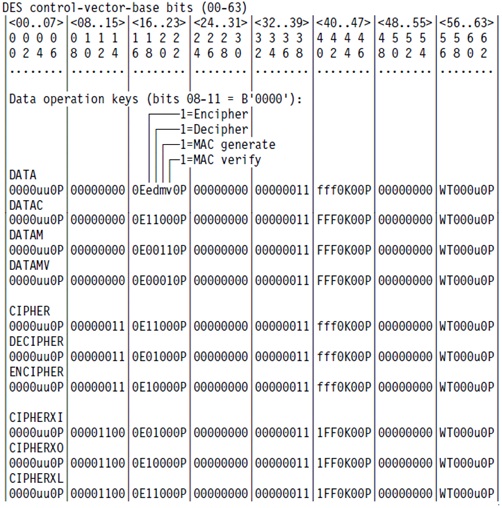 DES control-vector-base bits (00-63)
|<00..07>|<08..15>|<16..23>|<24..31>|<32..39>|<40..47>|<48..55>|<56..63>|
|0 0 0 0 |0 1 1 1 |1 1 2 2 |2 2 2 3 |3 3 3 3 |4 4 4 4 |4 5 5 5 |5 5 6 6 |
|0 2 4 6 |8 0 2 4 |6 8 0 2 |4 6 8 0 |2 4 6 8 |0 2 4 6 |8 0 2 4 |6 8 0 2 |
|........|........|........|........|........|........|........|........|
Data operation keys (bits 08-11 = B'0000'):
1=Encipher
1=Decipher
1=MAC generate
1=MAC verify
DATA
|0000uu0P|00000000|0Eedmv0P|00000000|00000011|fff0K00P|00000000|WT000u0P|
DATAC
|0000uu0P|00000000|0E11000P|00000000|00000011|FFF0K00P|00000000|WT000u0P|
DATAM
|0000uu0P|00000000|0E00110P|00000000|00000011|FFF0K00P|00000000|WT000u0P|
DATAMV
|0000uu0P|00000000|0E00010P|00000000|00000011|FFF0K00P|00000000|WT000u0P|
CIPHER
|0000uu0P|00000011|0E11000P|00000000|00000011|fff0K00P|00000000|WT000u0P|
DECIPHER
|0000uu0P|00000011|0E01000P|00000000|00000011|fff0K00P|00000000|WT000u0P|
ENCIPHER
|0000uu0P|00000011|0E10000P|00000000|00000011|fff0K00P|00000000|WT000u0P|
CIPHERXI
|0000uu0P|00001100|0E01000P|00000000|00000011|1FF0K00P|00000000|WT000u0P|
CIPHERXO
|0000uu0P|00001100|0E10000P|00000000|00000011|1FF0K00P|00000000|WT000u0P|
CIPHERXL
|0000uu0P|00001100|0E11000P|00000000|00000011|1FF0K00P|00000000|WT000u0P|